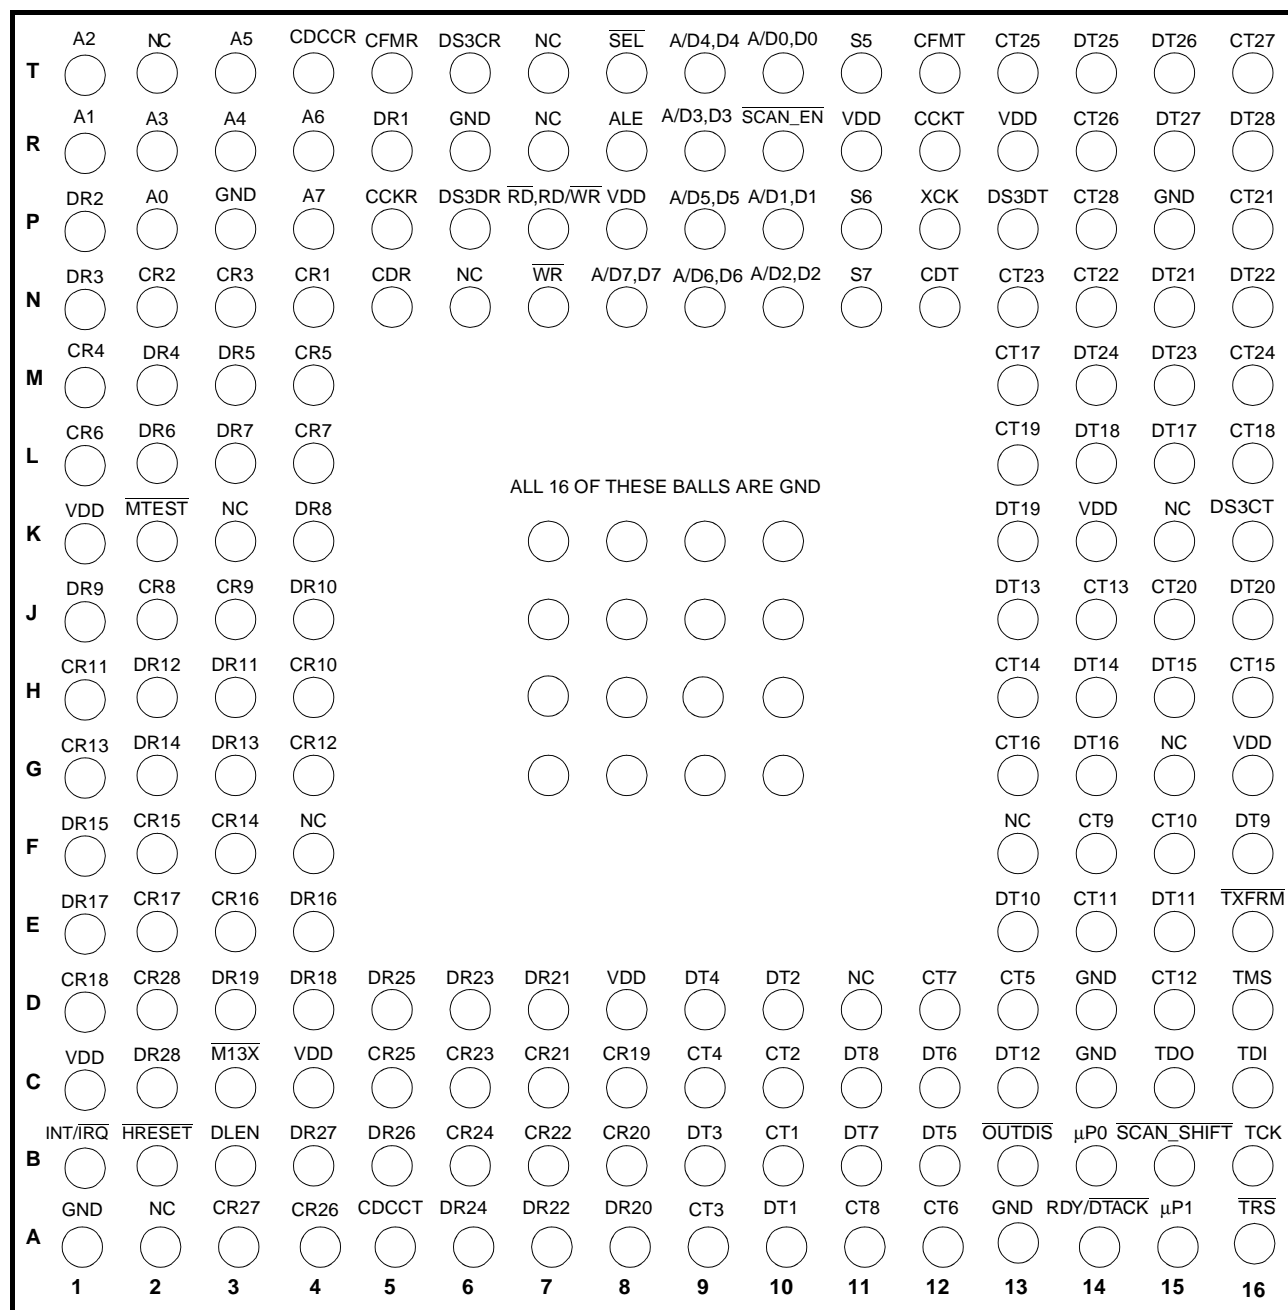 A2 NC A5 CDCCR CFMR DS3CR NC SEL A/D4,D4 A/D0,D0 S5 CFMT CT25 DT25 DT26 CT27
T
A1 A3 A4 A6 DR1 GND NC ALE A/D3,D3 SCAN_EN VDD CCKT VDD CT26 DT27 DT28
R
DR2 A0 GND A7 CCKR DS3DR RD,RD/WR VDD A/D5,D5 A/D1,D1 S6 XCK DS3DT CT28 GND CT21
P
DR3 CR2 CR3 CR1 CDR NC WR A/D7,D7 A/D6,D6 A/D2,D2 S7 CDT CT23 CT22 DT21 DT22
N
CR4 DR4 DR5 CR5 CT17 DT24 DT23 CT24
M
CR6 DR6 DR7 CR7 CT19 DT18 DT17 CT18
L
ALL 16 OF THESE BALLS ARE GND
VDD MTEST NC DR8 DT19 VDD NC DS3CT
K
DR9 CR8 CR9 DR10 DT13 CT13 CT20 DT20
J
CR11 DR12 DR11 CR10 CT14 DT14 DT15 CT15
H
CR13 DR14 DR13 CR12 CT16 DT16 NC VDD
G
DR15 CR15 CR14 NC NC CT9 CT10 DT9
F
DR17 CR17 CR16 DR16 DT10 CT11 DT11 TXFRM
E
CR18 CR28 DR19 DR18 DR25 DR23 DR21 VDD DT4 DT2 NC CT7 CT5 GND CT12 TMS
D
VDD DR28 M13X VDD CR25 CR23 CR21 CR19 CT4 CT2 DT8 DT6 DT12 GND TDO TDI
C
INT/IRQ HRESET DLEN DR27 DR26 CR24 CR22 CR20 DT3 CT1 DT7 DT5 OUTDIS µP0 SCAN_SHIFT TCK
B
GND NC CR27 CR26 CDCCT DR24 DR22 DR20 CT3 DT1 CT8 CT6 GND RDY/DTACK µP1 TRS
A
1 2 3 4 5 6 7 8 9 10 11 12 13 14 15 16